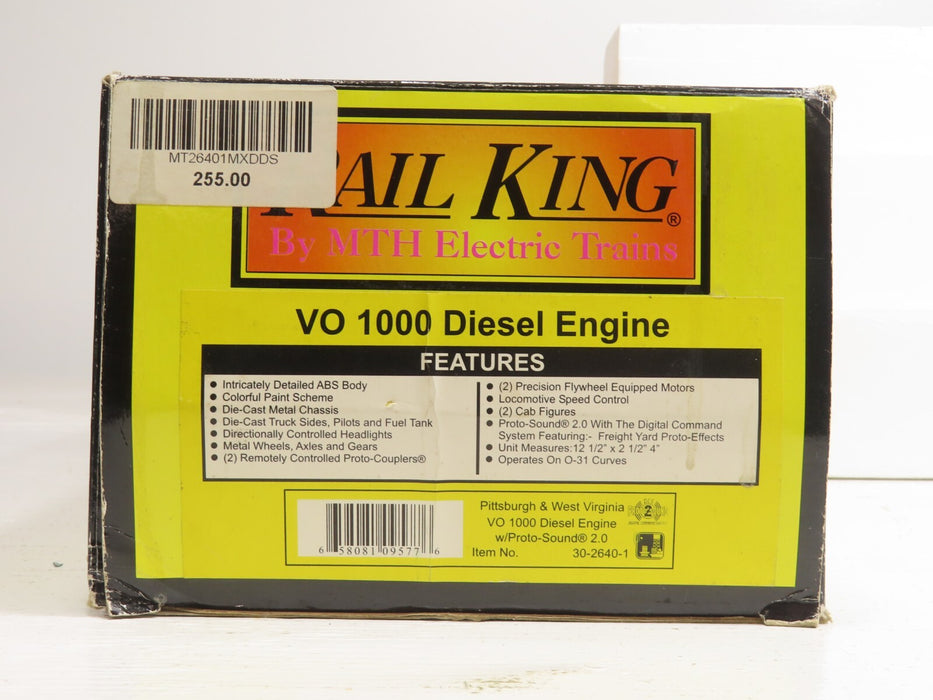 MT26401MXDDS
255.00
RAIL KING®
By MTH Electric Trains
VO 1000 Diesel Engine
FEATURES
• Intricately Detailed ABS Body
• Colorful Paint Scheme
• Die-Cast Metal Chassis
• Die-Cast Truck Sides, Pilots and Fuel Tank
• Directionally Controlled Headlights
• Metal Wheels, Axles and Gears
• (2) Remotely Controlled Proto-Couplers®
• (2) Precision Flywheel Equipped Motors
• Locomotive Speed Control
• (2) Cab Figures
• Proto-Sound® 2.0 With The Digital Command
System Featuring:- Freight Yard Proto-Effects
• Unit Measures:12 1/2" x 2 1/2" 4"
• Operates On O-31 Curves
6 58081 09577 6
Pittsburgh & West Virginia
VO 1000 Diesel Engine
w/Proto-Sound® 2.0
Item No. 30-2640-1
2